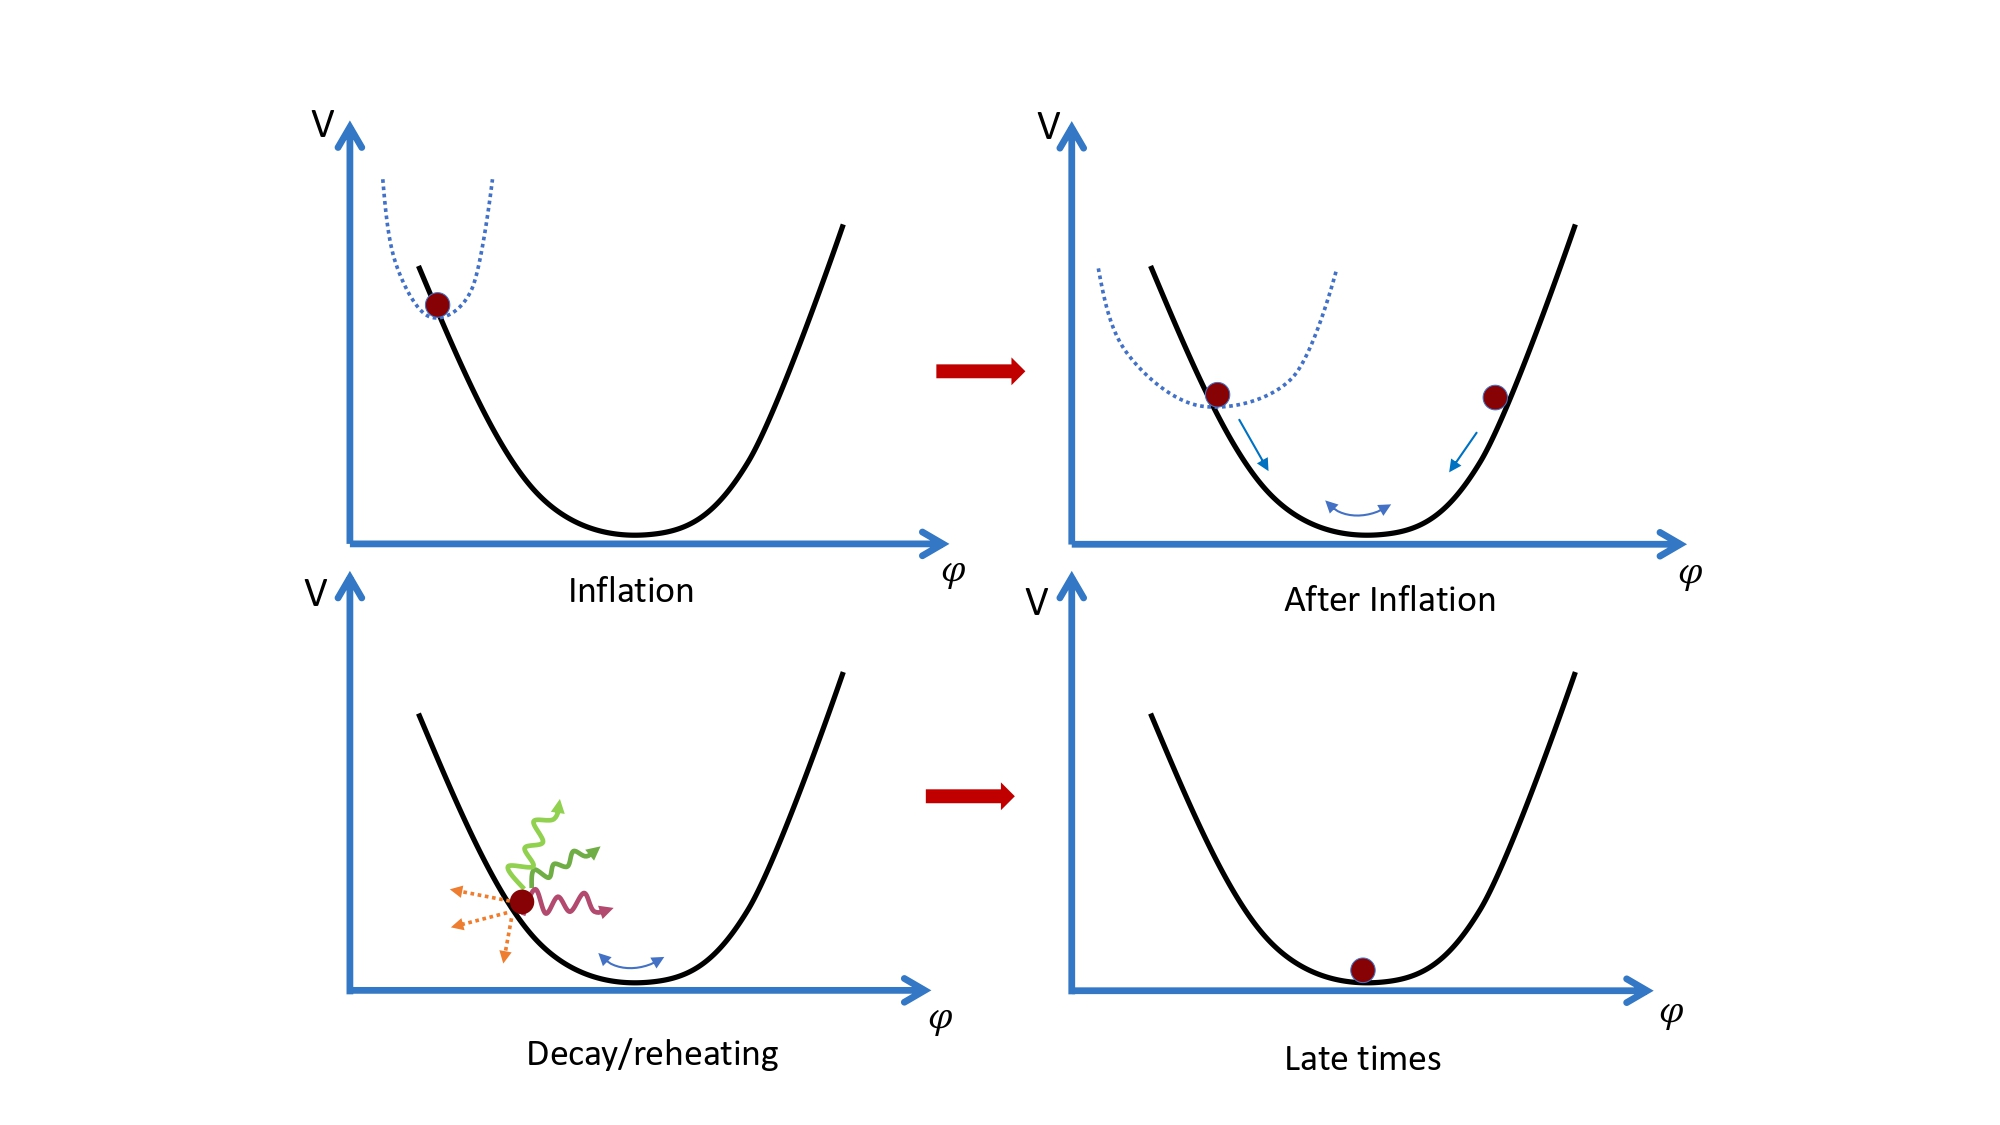 V
φ
Inflation
V
φ
After Inflation
V
φ
Decay/reheating
V
φ
Late times